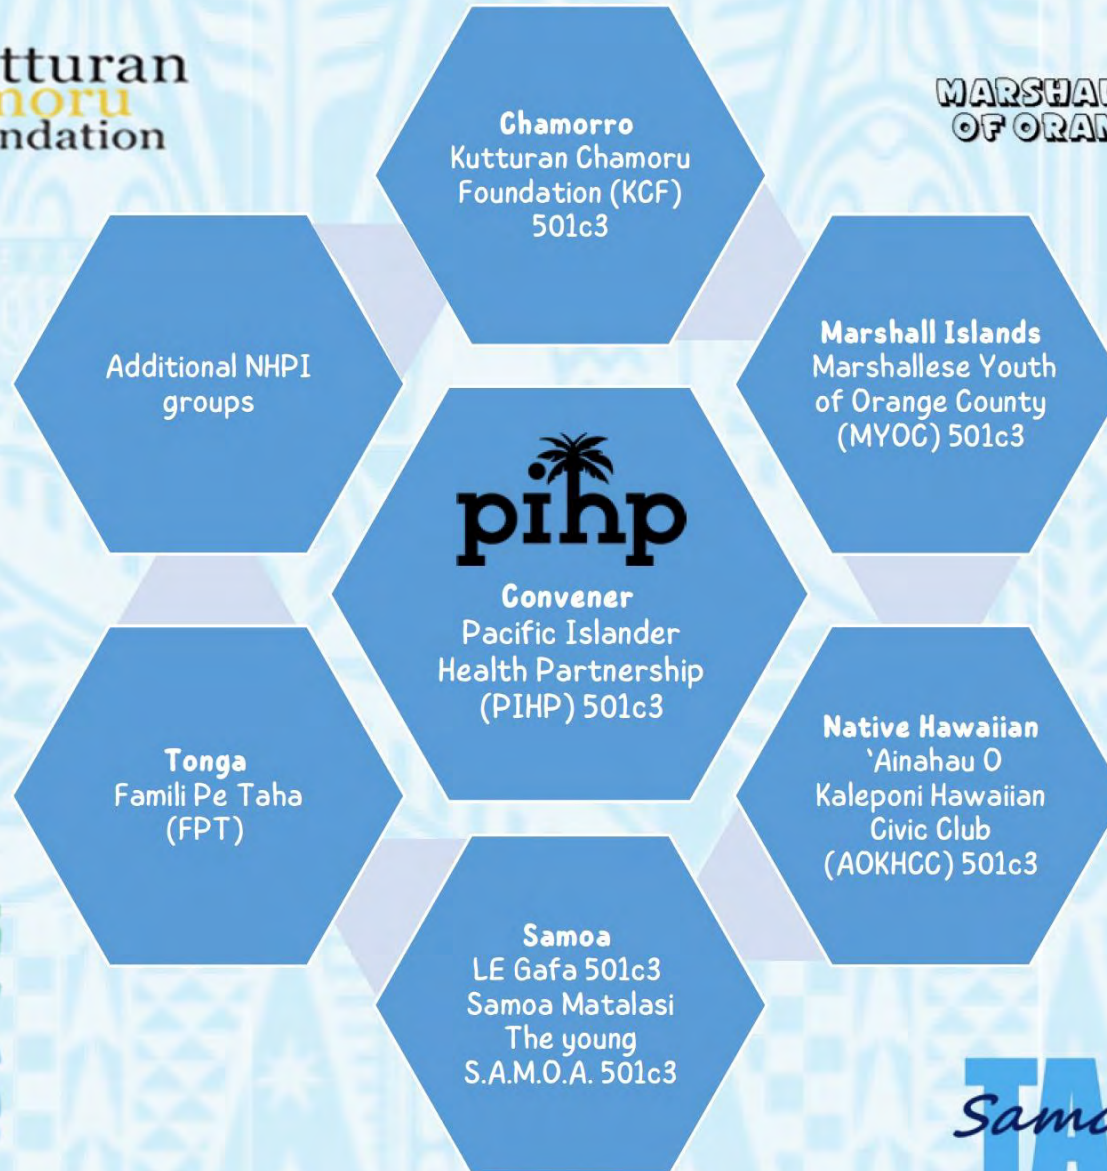 Chamorro
Kutturan Chamoru
Foundation (KCF)
501c3
Marshall Islands
Marshallese Youth
of Orange County
(MYOC) 501c3
Additional NHPI
groups
pihp
Convener
Pacific Islander
Health Partnership
(PIHP) 501c3
Native Hawaiian
`Ainahau O
Kaleponi Hawaiian
Civic Club
(AOKHCC) 501c3
Tonga
Famili Pe Taha
(FPT)
Samoa
LE Gafa 501c3
Samoa Matalasi
The young
S.A.M.O.A. 501c3